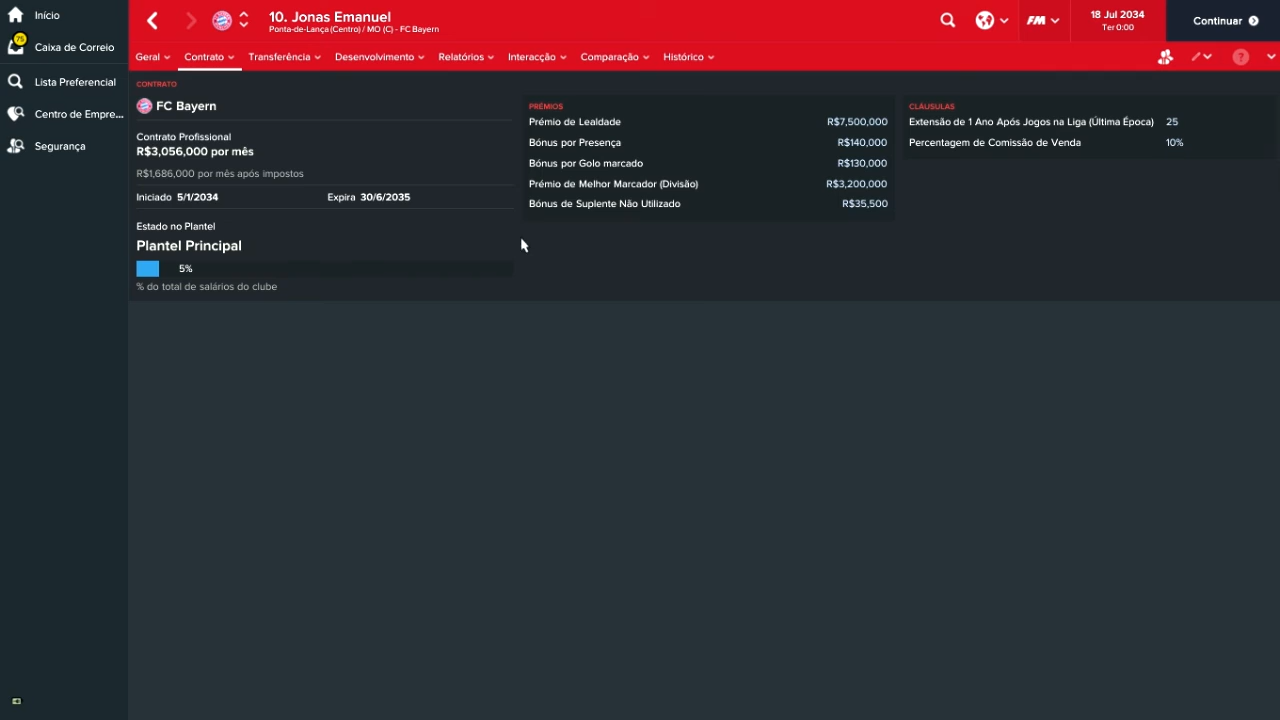 Início
75
Caixa de Correio
Lista Preferencial
Centro de Empre...
Segurança
10. Jonas Emanuel
Ponta-de-Lança (Centro) / MO (C) - FC Bayern
FM
18 Jul 2034
Ter 0:00
Continuar
Geral
Contrato
Transferência
Desenvolvimento
Relatórios
Interacção
Comparação
Histórico
?
CONTRATO
FC Bayern
Contrato Profissional
R$3,056,000 por mês
R$1,686,000 por mês após impostos
Iniciado 5/1/2034 Expira 30/6/2035
Estado no Plantel
Plantel Principal
5%
% do total de salários do clube
PRÉMIOS
Prémio de Lealdade R$7,500,000
Bónus por Presença R$140,000
Bónus por Golo marcado R$130,000
Prémio de Melhor Marcador (Divisão) R$3,200,000
Bónus de Suplente Não Utilizado R$35,500
CLÁUSULAS
Extensão de 1 Ano Após Jogos na Liga (Última Época) 25
Percentagem de Comissão de Venda 10%